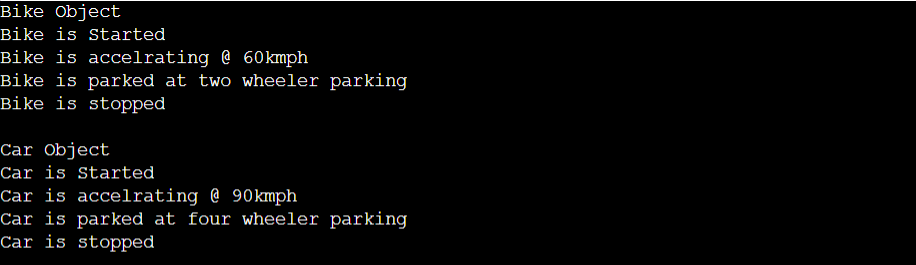 Bike Object
Bike is Started
Bike is accelrating @ 60kmph
Bike is parked at two wheeler parking
Bike is stopped
Car Object
Car is Started
Car is accelrating @ 90kmph
Car is parked at four wheeler parking
Car is stopped